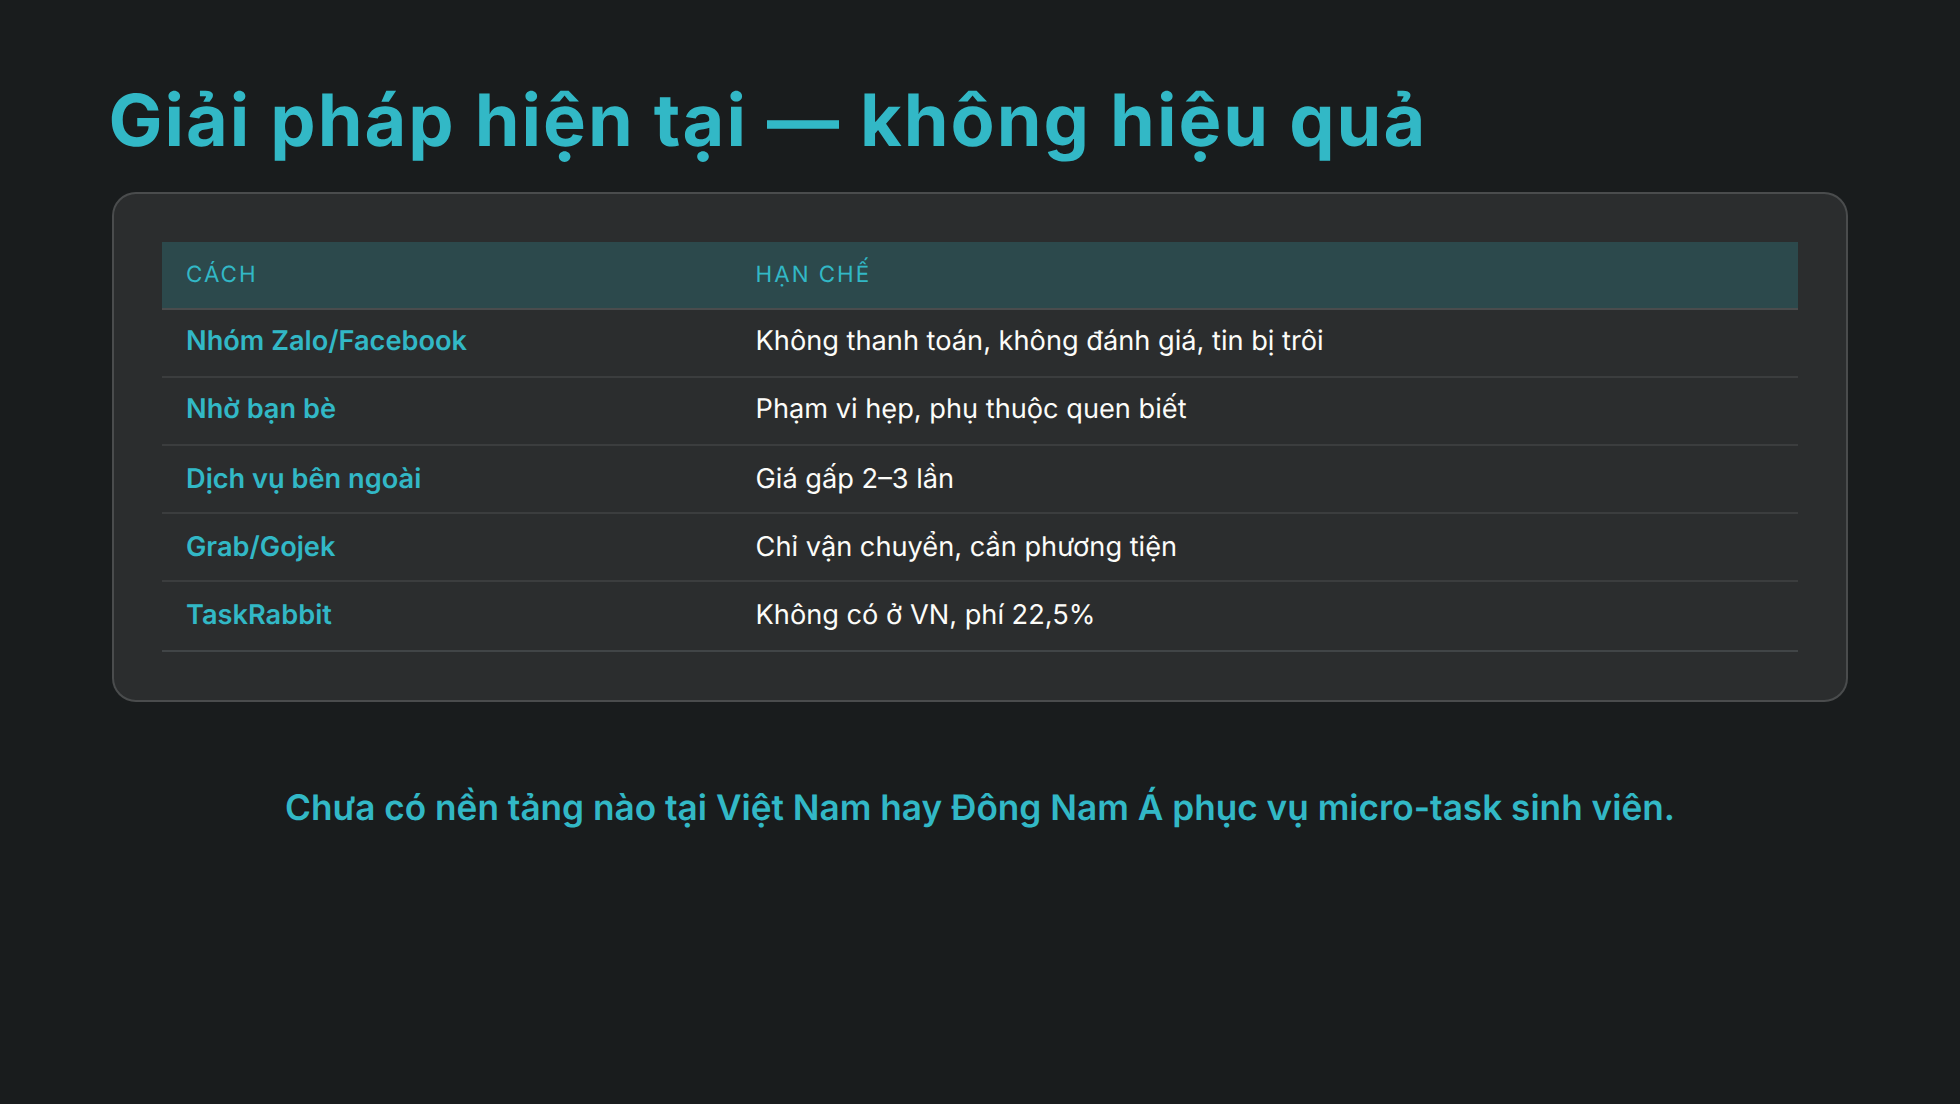 Giải pháp hiện tại — không hiệu quả
CÁCH HẠN CHẾ
Nhóm Zalo/Facebook Không thanh toán, không đánh giá, tin bị trôi
Nhờ bạn bè Phạm vi hẹp, phụ thuộc quen biết
Dịch vụ bên ngoài Giá gấp 2–3 lần
Grab/Gojek Chỉ vận chuyển, cần phương tiện
TaskRabbit Không có ở VN, phí 22,5%
Chưa có nền tảng nào tại Việt Nam hay Đông Nam Á phục vụ micro-task sinh viên.